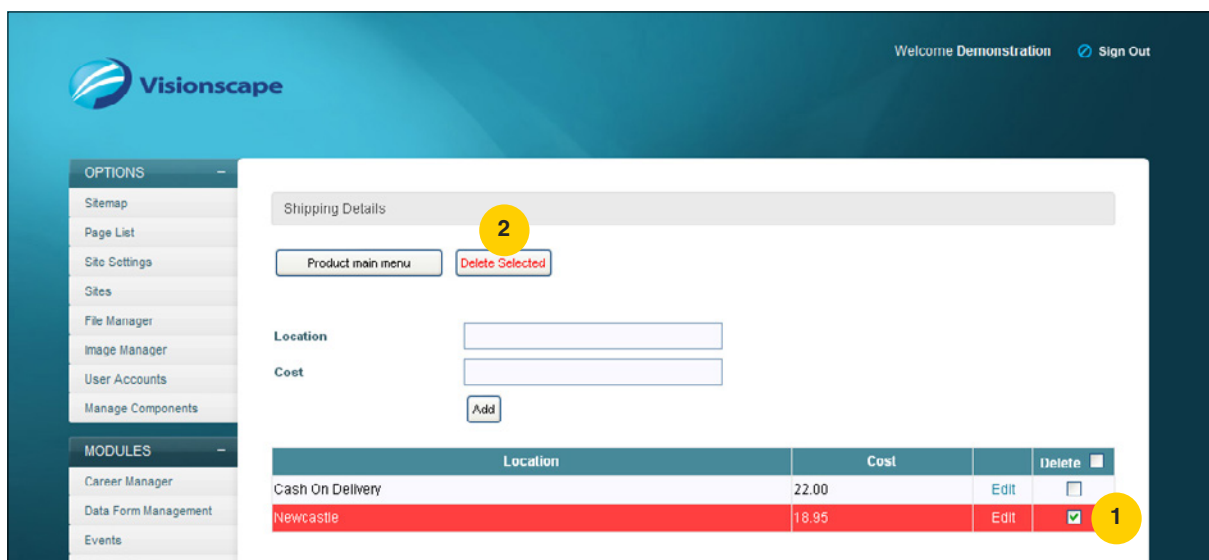 Welcome Demonstration Sign Out
Visionscape
OPTIONS –
Sitemap
Page List
Site Settings
Sites
File Manager
Image Manager
User Accounts
Manage Components
MODULES –
Career Manager
Data Form Management
Events
Shipping Details
2
Product main menu Delete Selected
Location
Cost
Add
Location Cost Delete
Cash On Delivery 22.00 Edit
Newcastle 18.95 Edit 1